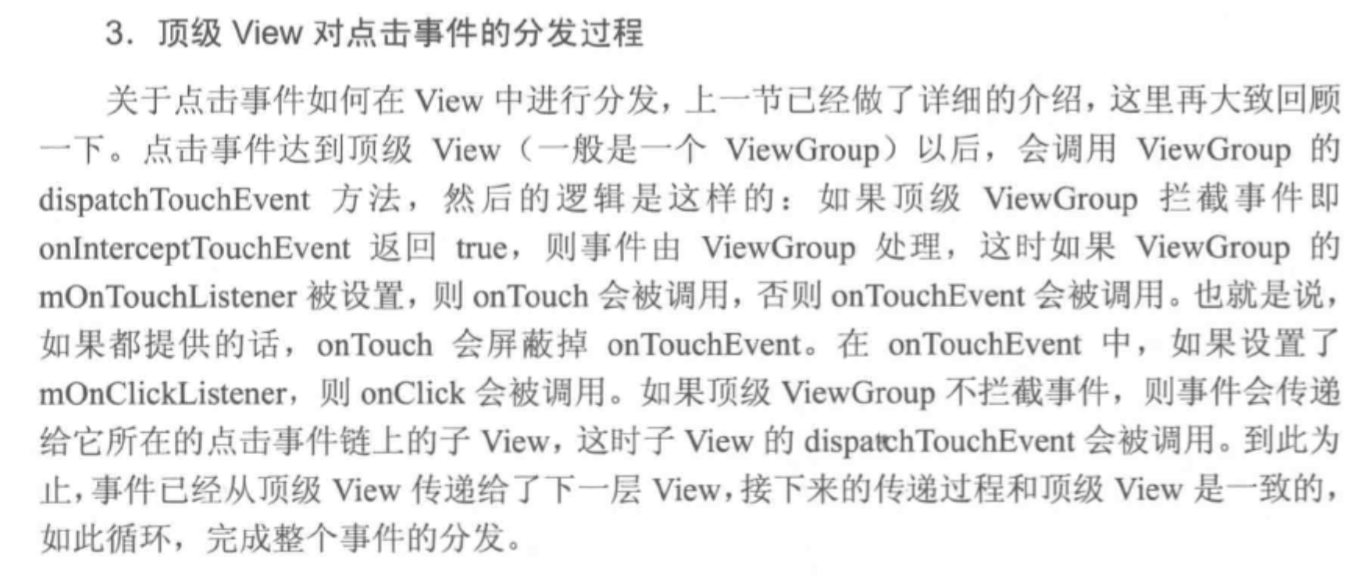 3．顶级 View 对点击事件的分发过程
关于点击事件如何在 View 中进行分发，上一节已经做了详细的介绍，这里再大致回顾
一下。点击事件达到顶级 View（一般是一个 ViewGroup）以后，会调用 ViewGroup 的
dispatchTouchEvent 方法，然后的逻辑是这样的：如果顶级 ViewGroup 拦截事件即
onInterceptTouchEvent 返回 true，则事件由 ViewGroup 处理，这时如果 ViewGroup 的
mOnTouchListener 被设置，则 onTouch 会被调用，否则 onTouchEvent 会被调用。也就是说，
如果都提供的话，onTouch 会屏蔽掉 onTouchEvent。在 onTouchEvent 中，如果设置了
mOnClickListener，则 onClick 会被调用。如果顶级 ViewGroup 不拦截事件，则事件会传递
给它所在的点击事件链上的子 View，这时子 View 的 dispatchTouchEvent 会被调用。到此为
止，事件已经从顶级 View 传递给了下一层 View，接下来的传递过程和顶级 View 是一致的，
如此循环，完成整个事件的分发。